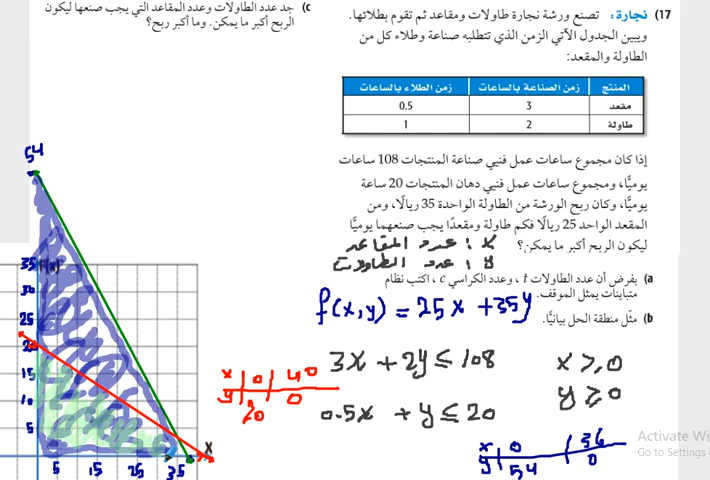 (17 نجارة: تصنع ورشة نجارة طاولات ومقاعد ثم تقوم بطلائها.
ويبين الجدول الآتي الزمن الذي تتطلبه صناعة وطلاء كل من
الطاولة والمقعد:
المنتج زمن الصناعة بالساعات زمن الطلاء بالساعات
مقعد 3 0.5
طاولة 2 1
إذا كان مجموع ساعات عمل فنيي صناعة المنتجات 108 ساعات
يوميًّا، ومجموع ساعات عمل فنيي دهان المنتجات 20 ساعة
يوميًّا، وكان ربح الورشة من الطاولة الواحدة 35 ريالًا، ومن
المقعد الواحد 25 ريالًا فكم طاولة ومقعدًا يجب صنعهما يوميًّا
ليكون الربح أكبر ما يمكن؟
x : عدد المقاعد
y : عدد الطاولات
(a بفرض أن عدد الطاولات t ، وعدد الكراسي c ، اكتب نظام
متباينات يمثل الموقف.
f(x,y) = 25x + 35y
(b مثّل منطقة الحل بيانيًّا.
(c جد عدد الطاولات وعدد المقاعد التي يجب صنعها ليكون
الربح أكبر ما يمكن. وما أكبر ربح؟
3x + 2y ≤ 108
x ≥ 0
0.5x + y ≤ 20
y ≥ 0
x 0 40
y 20 0
x 0 36
y 54 0
54
f(x)
35
30
25
20
15
10
5
x
5 15 25 35
Activate Wi
Go to Settings